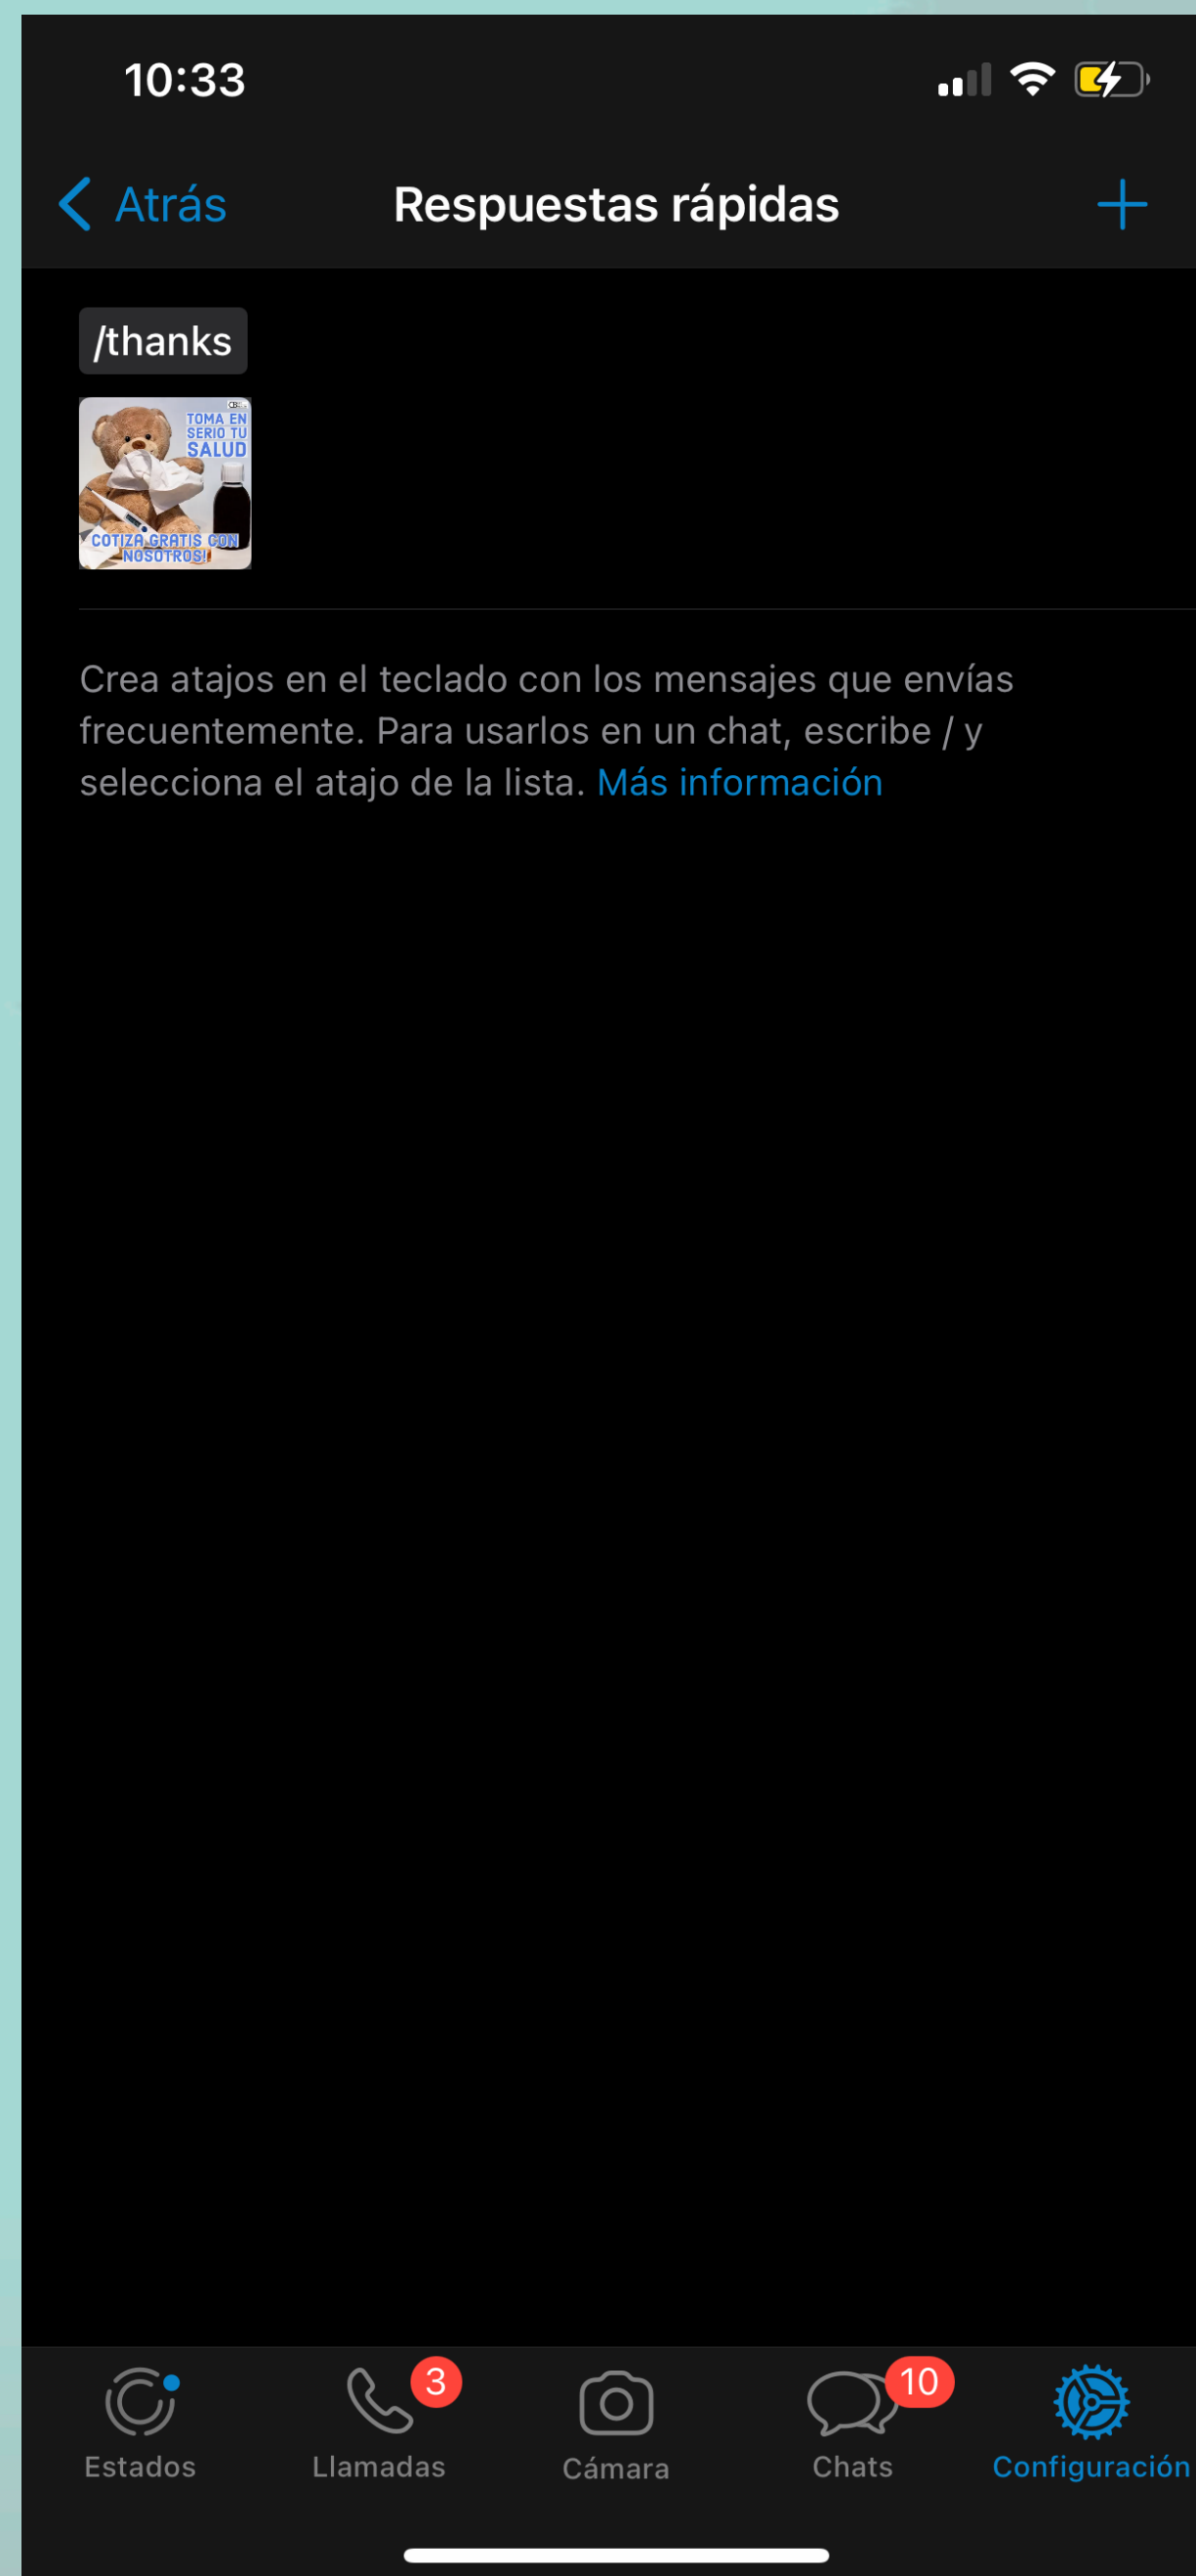 10:33
Atrás
Respuestas rápidas
/thanks
TOMA EN
SERIO TU
SALUD
COTIZA GRATIS CON
NOSOTROS!
Crea atajos en el teclado con los mensajes que envías
frecuentemente. Para usarlos en un chat, escribe / y
selecciona el atajo de la lista. Más información
3
10
Estados
Llamadas
Cámara
Chats
Configuración